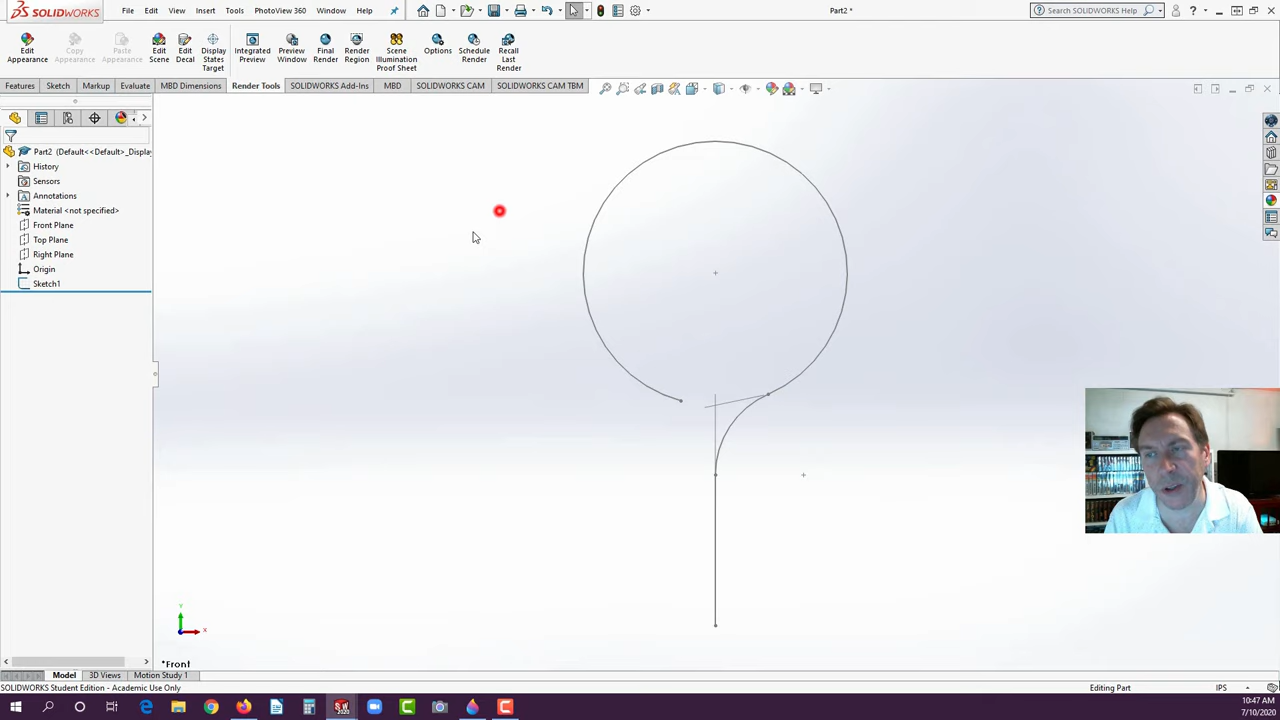 SOLIDWORKS File Edit View Insert Tools PhotoView 360 Window Help Part2 * Search SOLIDWORKS Help
Edit Appearance
Copy Appearance
Paste Appearance
Edit Scene
Edit Decal
Display States Target
Integrated Preview
Preview Window
Final Render
Render Region
Scene Illumination Proof Sheet
Options
Schedule Render
Recall Last Render
Features Sketch Markup Evaluate MBD Dimensions Render Tools SOLIDWORKS Add-Ins MBD SOLIDWORKS CAM SOLIDWORKS CAM TBM
Part2 (Default<<Default>_Display
History
Sensors
Annotations
Material <not specified>
Front Plane
Top Plane
Right Plane
Origin
Sketch1
Y
X
*Front
Model 3D Views Motion Study 1
SOLIDWORKS Student Edition - Academic Use Only Editing Part IPS
10:47 AM
7/10/2020